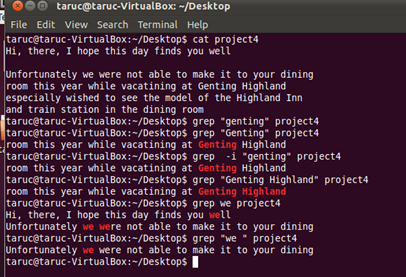 taruc@taruc-VirtualBox: ~/Desktop
File Edit View Search Terminal Help
taruc@taruc-VirtualBox:~/Desktop$ cat project4
Hi, there, I hope this day finds you well

Unfortunately we were not able to make it to your dining
room this year while vacatining at Genting Highland
especially wished to see the model of the Highland Inn
and train station in the dining room
taruc@taruc-VirtualBox:~/Desktop$ grep "genting" project4
taruc@taruc-VirtualBox:~/Desktop$ grep "Genting" project4
room this year while vacatining at Genting Highland
taruc@taruc-VirtualBox:~/Desktop$ grep  -i "genting" project4
room this year while vacatining at Genting Highland
taruc@taruc-VirtualBox:~/Desktop$ grep "Genting Highland" project4
room this year while vacatining at Genting Highland
taruc@taruc-VirtualBox:~/Desktop$ grep we project4
Hi, there, I hope this day finds you well
Unfortunately we were not able to make it to your dining
taruc@taruc-VirtualBox:~/Desktop$ grep "we " project4
Unfortunately we were not able to make it to your dining
taruc@taruc-VirtualBox:~/Desktop$